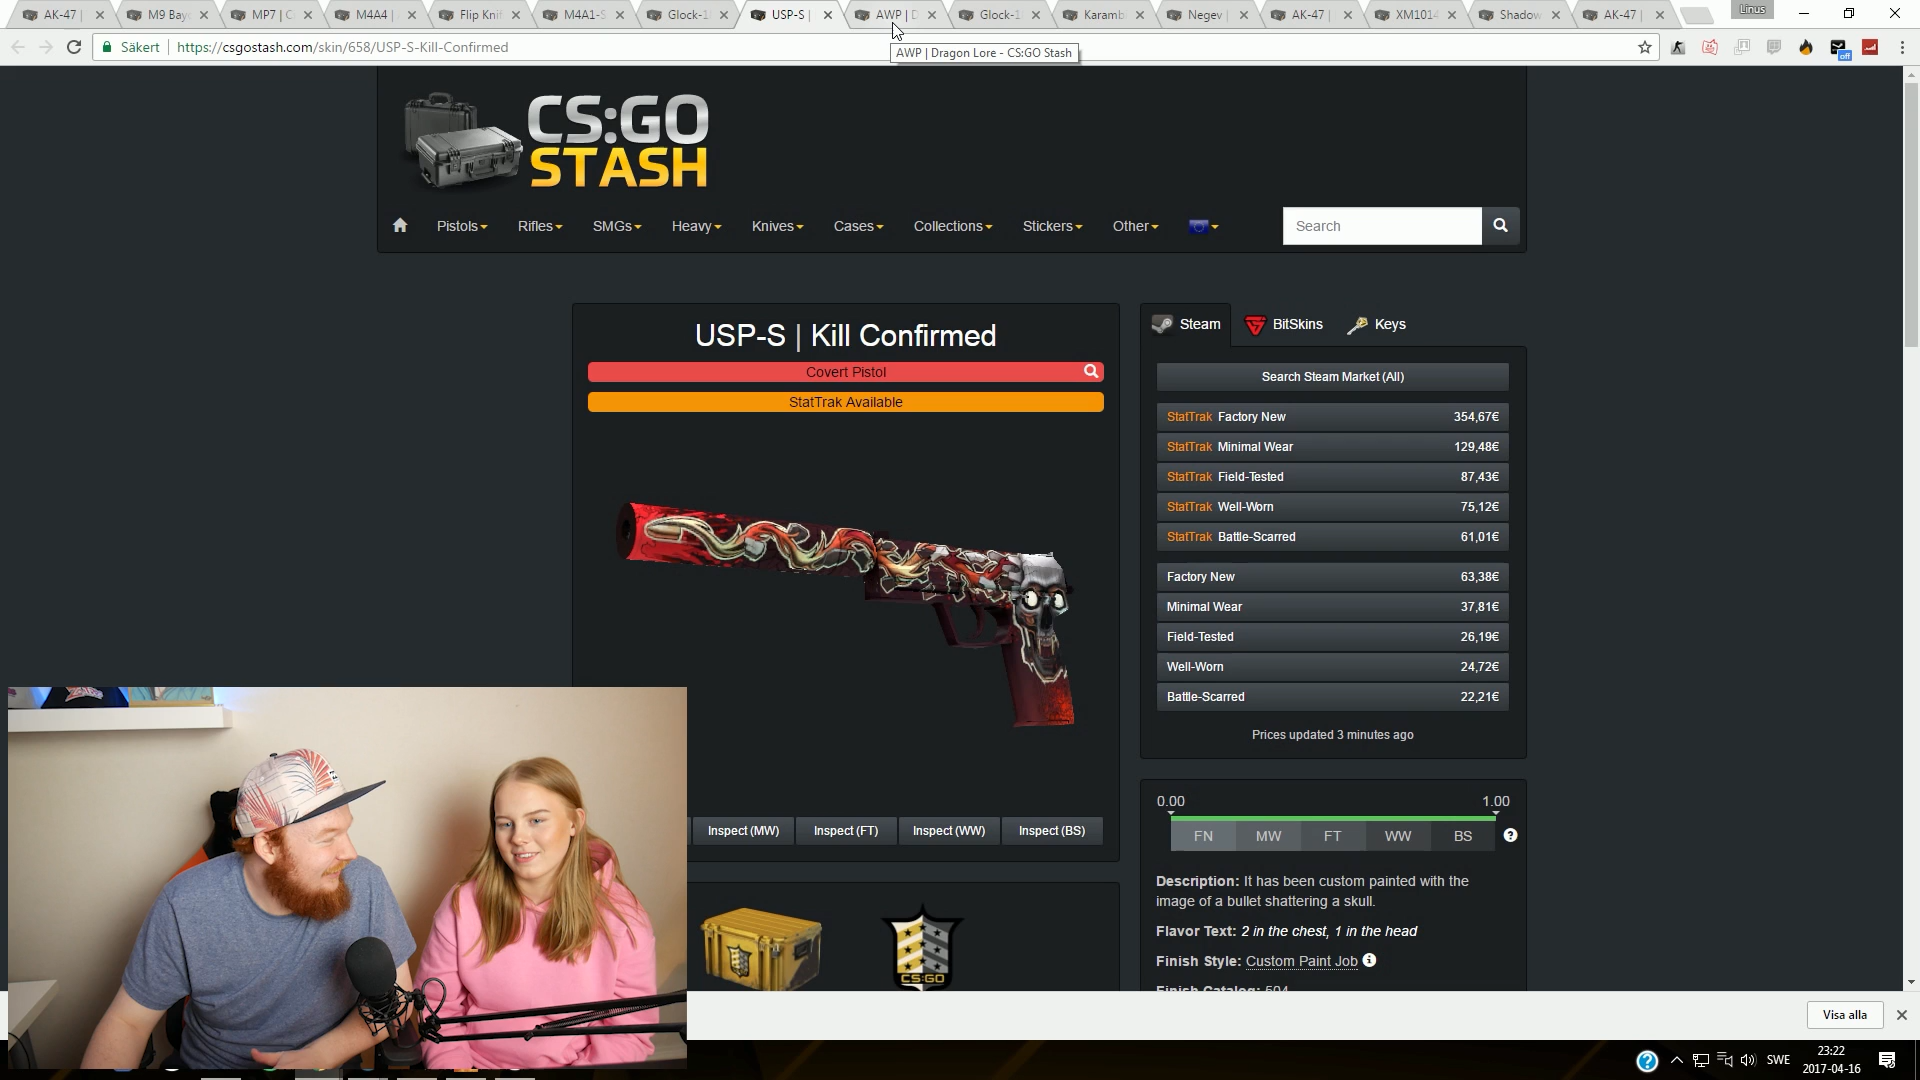 AK-47 |
M9 Bayo
MP7 | C
M4A4 |
Flip Knif
M4A1-S
Glock-1
USP-S |
AWP | D
Glock-1
Karamb
Negev |
AK-47 |
XM1014
Shadow
AK-47 |
Linus
Säkert
https://csgostash.com/skin/658/USP-S-Kill-Confirmed
AWP | Dragon Lore - CS:GO Stash
off
CS:GO
STASH
Pistols
Rifles
SMGs
Heavy
Knives
Cases
Collections
Stickers
Other
Search
USP-S | Kill Confirmed
Covert Pistol
StatTrak Available
Inspect (MW)
Inspect (FT)
Inspect (WW)
Inspect (BS)
CS:GO
Steam
BitSkins
Keys
Search Steam Market (All)
StatTrak Factory New 354,67€
StatTrak Minimal Wear 129,48€
StatTrak Field-Tested 87,43€
StatTrak Well-Worn 75,12€
StatTrak Battle-Scarred 61,01€
Factory New 63,38€
Minimal Wear 37,81€
Field-Tested 26,19€
Well-Worn 24,72€
Battle-Scarred 22,21€
Prices updated 3 minutes ago
0.00 1.00
FN MW FT WW BS
Description: It has been custom painted with the
image of a bullet shattering a skull.
Flavor Text: 2 in the chest, 1 in the head
Finish Style: Custom Paint Job
Finish Catalog: 504
Visa alla
SWE
23:22
2017-04-16